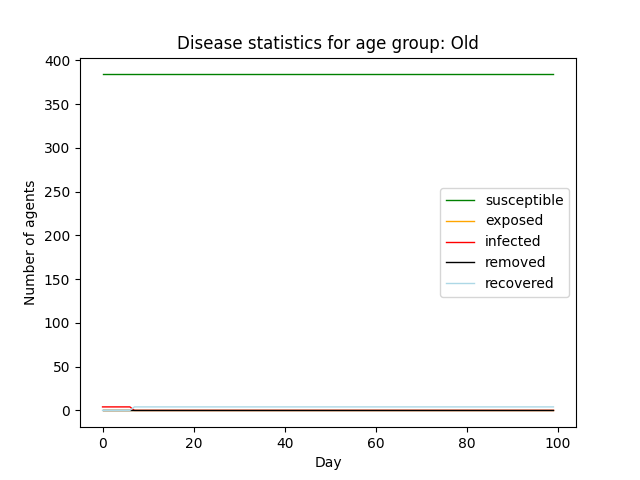 Disease statistics for age group: Old
400
350
300
250
200
150
100
50
0
Number of agents
susceptible
exposed
infected
removed
recovered
0 20 40 60 80 100
Day